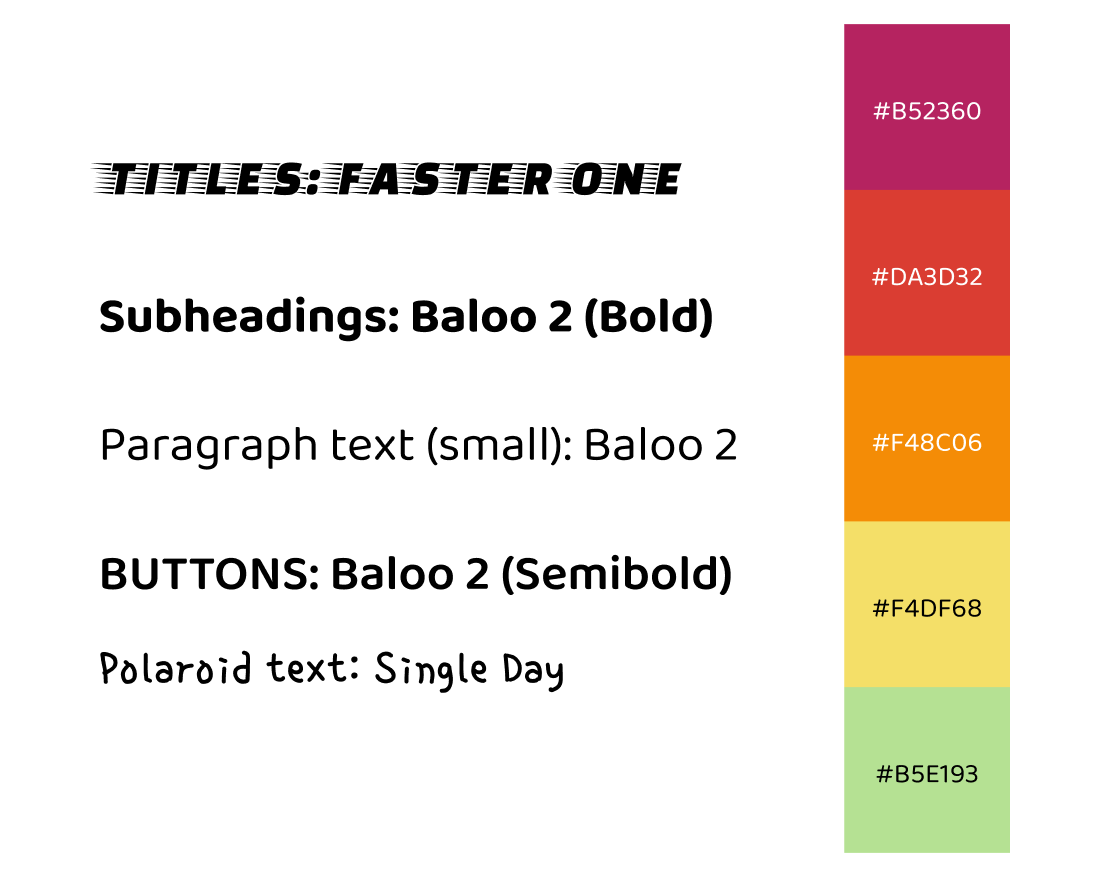 TITLES: FASTER ONE
Subheadings: Baloo 2 (Bold)
Paragraph text (small): Baloo 2
BUTTONS: Baloo 2 (Semibold)
Polaroid text: Single Day
#B52360
#DA3D32
#F48C06
#F4DF68
#B5E193